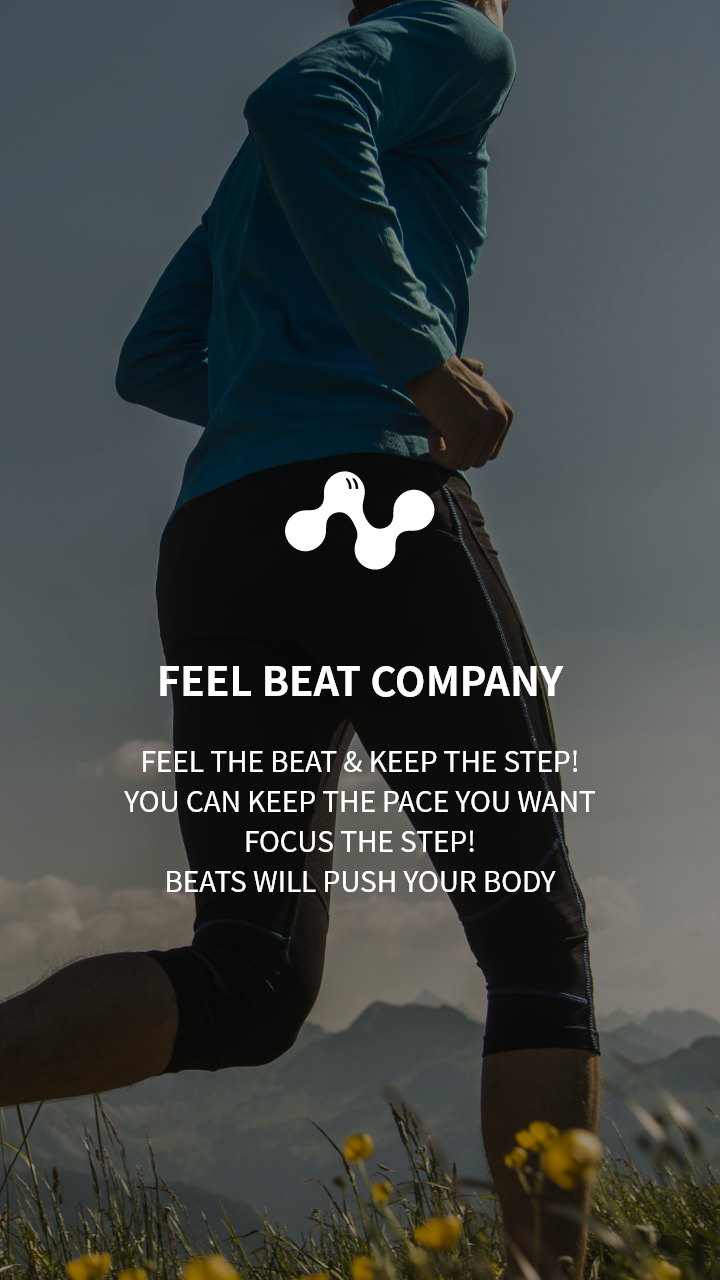 FEEL BEAT COMPANY
FEEL THE BEAT & KEEP THE STEP!
YOU CAN KEEP THE PACE YOU WANT
FOCUS THE STEP!
BEATS WILL PUSH YOUR BODY